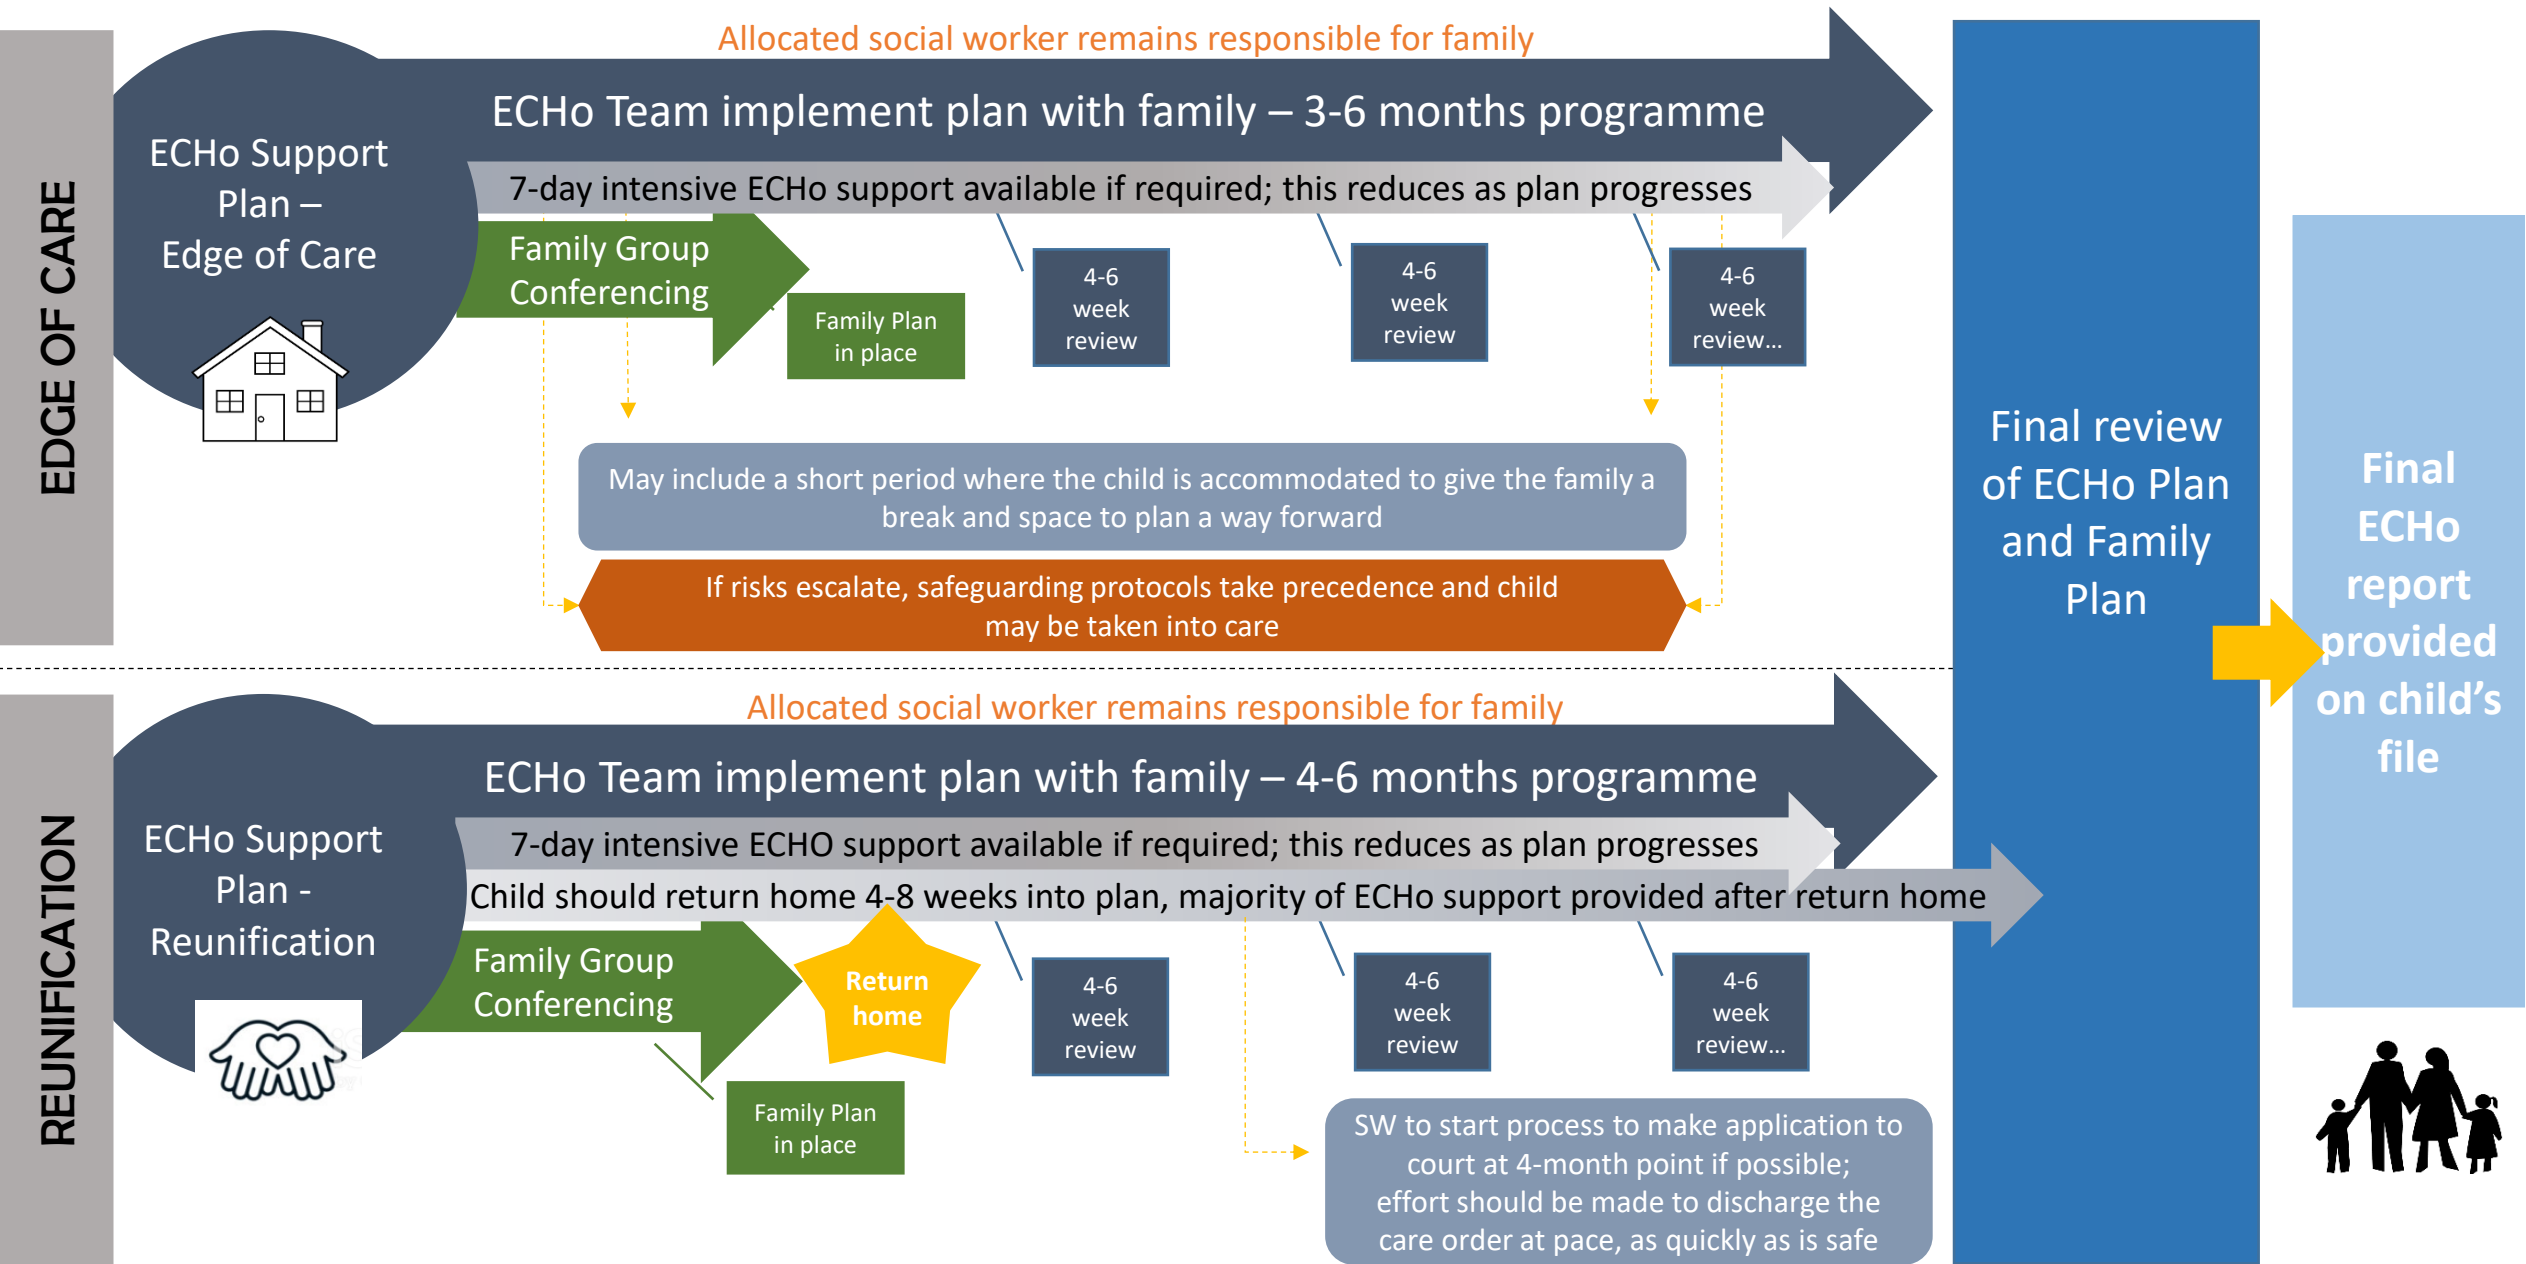 EDGE OF CARE
Allocated social worker remains responsible for family
ECHo Team implement plan with family – 3-6 months programme
ECHo Support
Plan –
Edge of Care
7-day intensive ECHo support available if required; this reduces as plan progresses
Family Group
Conferencing
Family Plan
in place
4-6
week
review
4-6
week
review
4-6
week
review...
May include a short period where the child is accommodated to give the family a
break and space to plan a way forward
If risks escalate, safeguarding protocols take precedence and child
may be taken into care
REUNIFICATION
Allocated social worker remains responsible for family
ECHo Team implement plan with family – 4-6 months programme
ECHo Support
Plan -
Reunification
7-day intensive ECHO support available if required; this reduces as plan progresses
Child should return home 4-8 weeks into plan, majority of ECHo support provided after return home
Family Group
Conferencing
Return
home
Family Plan
in place
4-6
week
review
4-6
week
review
4-6
week
review...
SW to start process to make application to
court at 4-month point if possible;
effort should be made to discharge the
care order at pace, as quickly as is safe
Final review
of ECHo Plan
and Family
Plan
Final
ECHo
report
provided
on child’s
file